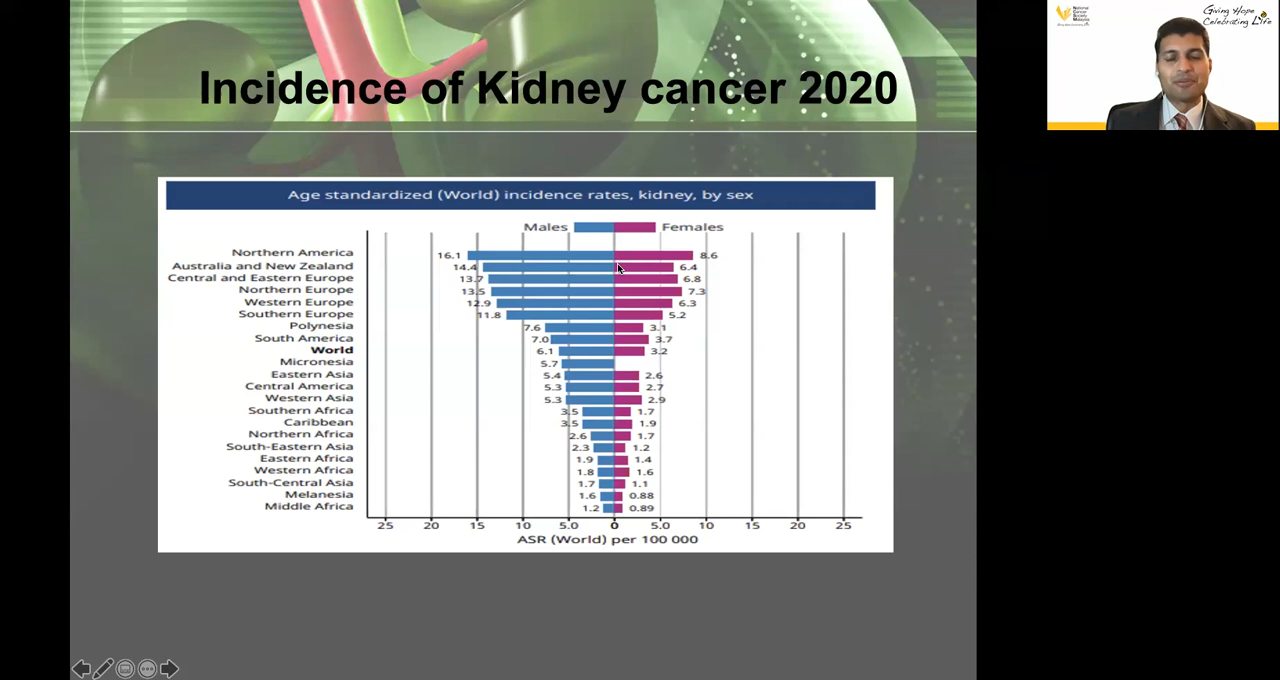 Incidence of Kidney cancer 2020
National
Cancer
Society
Malaysia
Giving Hope
Celebrating Life
Age standardized (World) incidence rates, kidney, by sex
Males Females
Northern America 16.1 8.6
Australia and New Zealand 14.4 6.4
Central and Eastern Europe 13.7 6.8
Northern Europe 13.5 7.3
Western Europe 12.9 6.3
Southern Europe 11.8 5.2
Polynesia 7.6 3.1
South America 7.0 3.7
World 6.1 3.2
Micronesia 5.7
Eastern Asia 5.4 2.6
Central America 5.3 2.7
Western Asia 5.3 2.9
Southern Africa 3.5 1.7
Caribbean 3.5 1.9
Northern Africa 2.6 1.7
South-Eastern Asia 2.3 1.2
Eastern Africa 1.9 1.4
Western Africa 1.8 1.6
South-Central Asia 1.7 1.1
Melanesia 1.6 0.88
Middle Africa 1.2 0.89
25 20 15 10 5.0 0 5.0 10 15 20 25
ASR (World) per 100 000